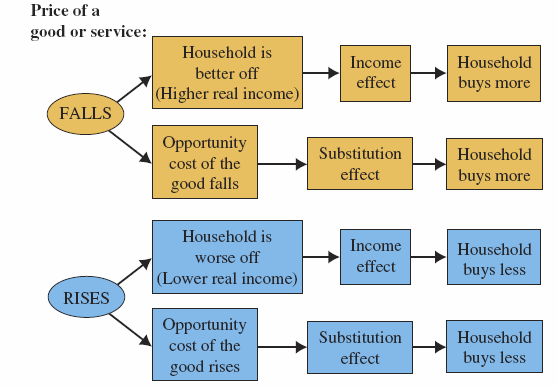 Price of a
good or service:
FALLS
Household is
better off
(Higher real income)
Income
effect
Household
buys more
Opportunity
cost of the
good falls
Substitution
effect
Household
buys more
RISES
Household is
worse off
(Lower real income)
Income
effect
Household
buys less
Opportunity
cost of the
good rises
Substitution
effect
Household
buys less